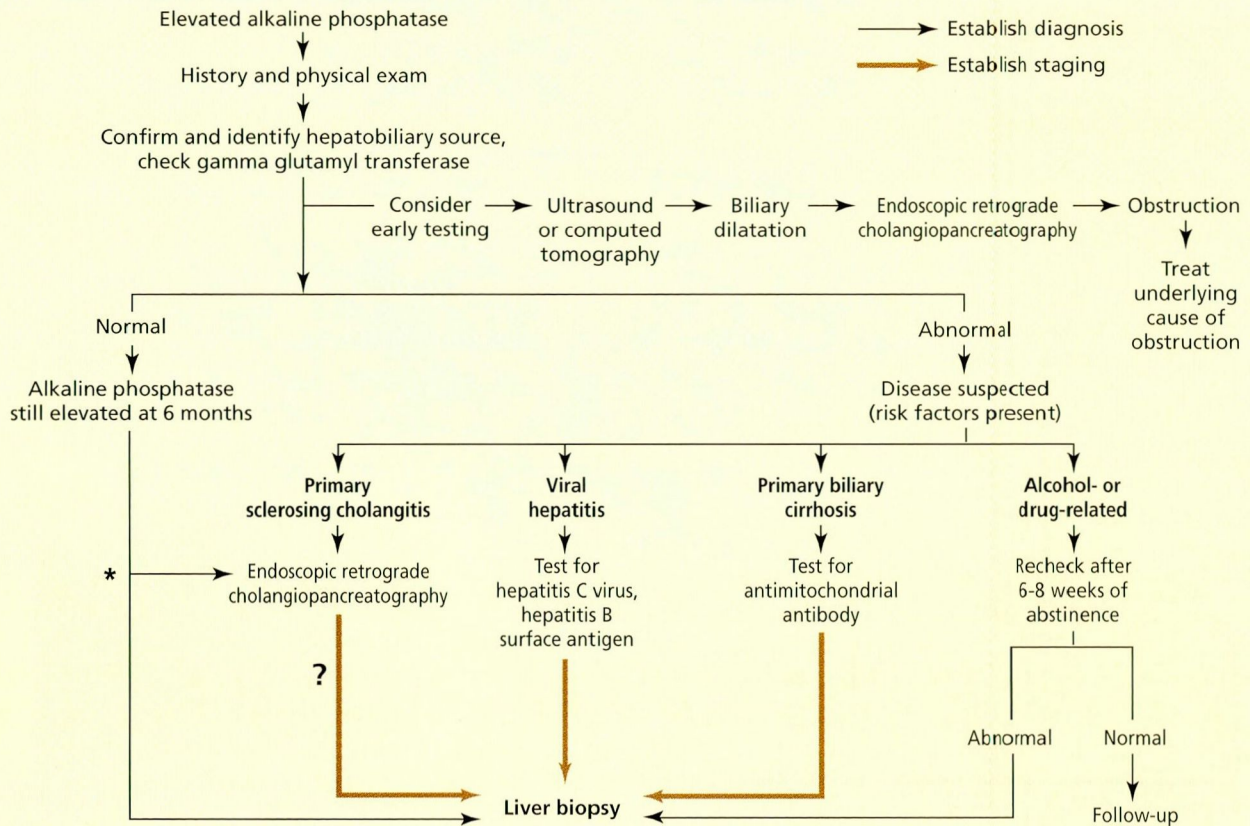 Elevated alkaline phosphatase
Establish diagnosis
Establish staging
History and physical exam
Confirm and identify hepatobiliary source,
check gamma glutamyl transferase
Consider
early testing
Ultrasound
or computed
tomography
Biliary
dilatation
Endoscopic retrograde
cholangiopancreatography
Obstruction
Treat
underlying
cause of
obstruction
Normal
Abnormal
Alkaline phosphatase
still elevated at 6 months
Disease suspected
(risk factors present)
Primary
sclerosing cholangitis
Viral
hepatitis
Primary biliary
cirrhosis
Alcohol- or
drug-related
*
Endoscopic retrograde
cholangiopancreatography
Test for
hepatitis C virus,
hepatitis B
surface antigen
Test for
antimitochondrial
antibody
Recheck after
6-8 weeks of
abstinence
?
Abnormal
Normal
Liver biopsy
Follow-up